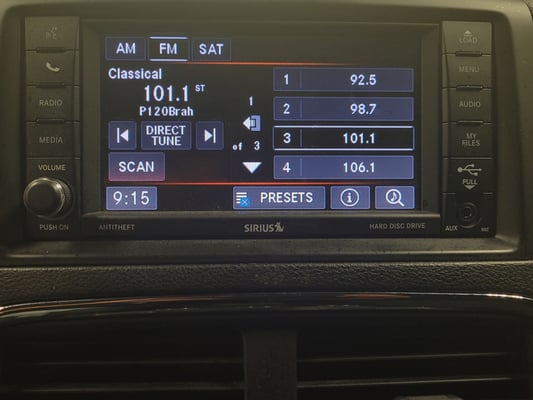 AM FM SAT
Classical
101.1 ST
P120Brah
DIRECT
TUNE
SCAN
1
of 3
1 92.5
2 98.7
3 101.1
4 106.1
9:15
PRESETS
RADIO
MEDIA
VOLUME
PUSH ON
LOAD
MENU
AUDIO
MY
FILES
PULL
AUX
ANTITHEFT
SIRIUS
HARD DISC DRIVE